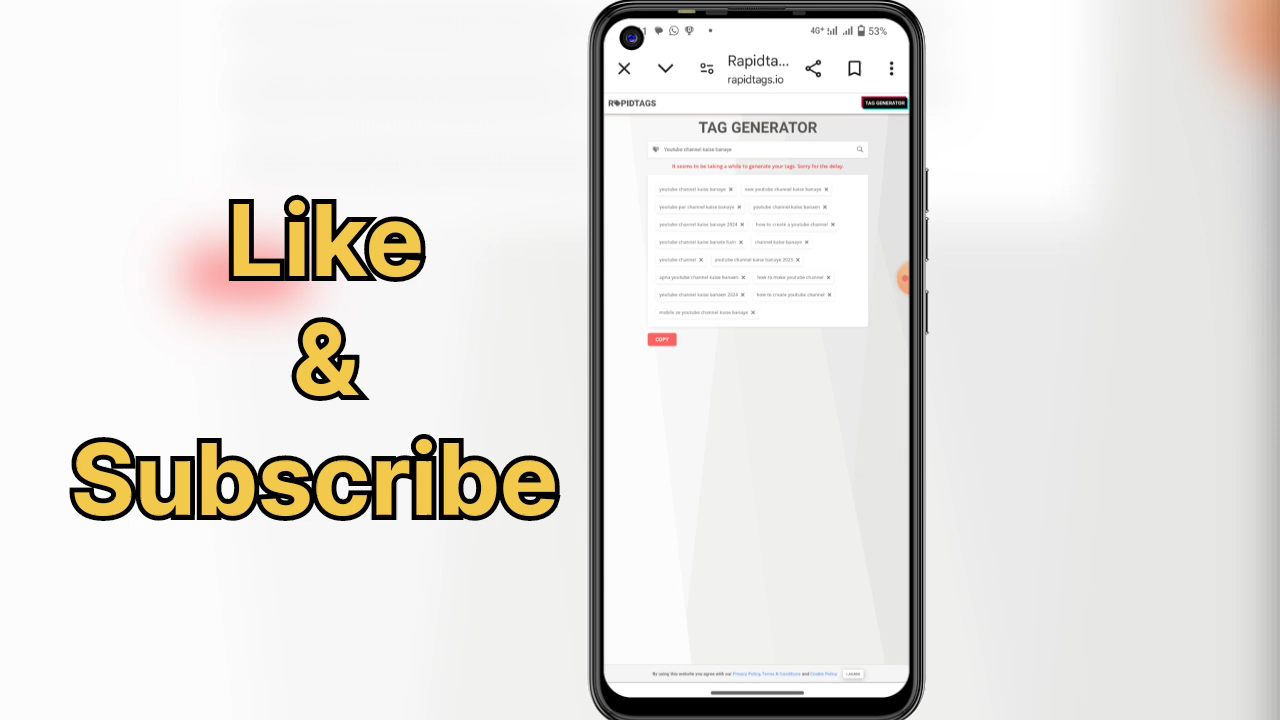 Like
&
Subscribe
4G+ 53%
Rapidta...
rapidtags.io
RAPIDTAGS TAG GENERATOR
TAG GENERATOR
Youtube channel kaise banaye
It seems to be taking a while to generate your tags. Sorry for the delay.
youtube channel kaise banaye × new youtube channel kaise banaye ×
youtube par channel kaise banaye × youtube channel kaise banaen ×
youtube channel kaise banaye 2024 × how to create a youtube channel ×
youtube channel kaise banate hain × channel kaise banaye ×
youtube channel × youtube channel kaise banaye 2023 ×
apna youtube channel kaise banaen × how to make youtube channel ×
youtube channel kaise banaen 2024 × how to create youtube channel ×
mobile se youtube channel kaise banaye ×
COPY
By using this website you agree with our Privacy Policy, Terms & Conditions and Cookie Policy. I AGREE